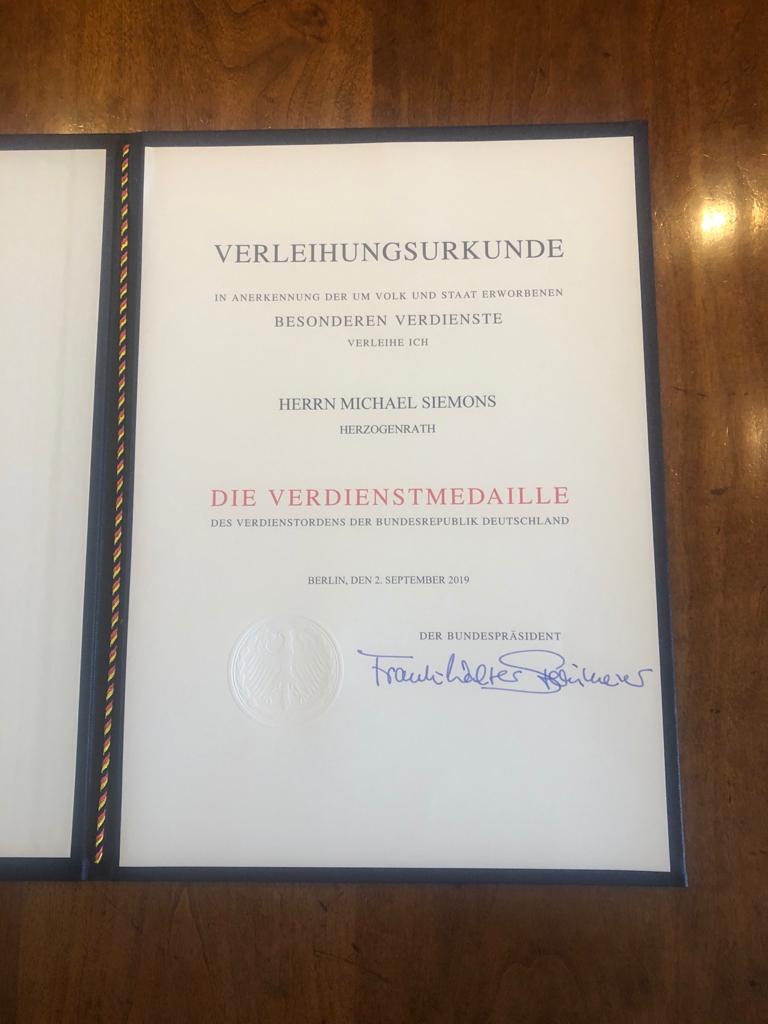 VERLEIHUNGSURKUNDE
IN ANERKENNUNG DER UM VOLK UND STAAT ERWORBENEN
BESONDEREN VERDIENSTE
VERLEIHE ICH
HERRN MICHAEL SIEMONS
HERZOGENRATH
DIE VERDIENSTMEDAILLE
DES VERDIENSTORDENS DER BUNDESREPUBLIK DEUTSCHLAND
BERLIN, DEN 2. SEPTEMBER 2019
DER BUNDESPRÄSIDENT
Frank-Walter Steinmeier